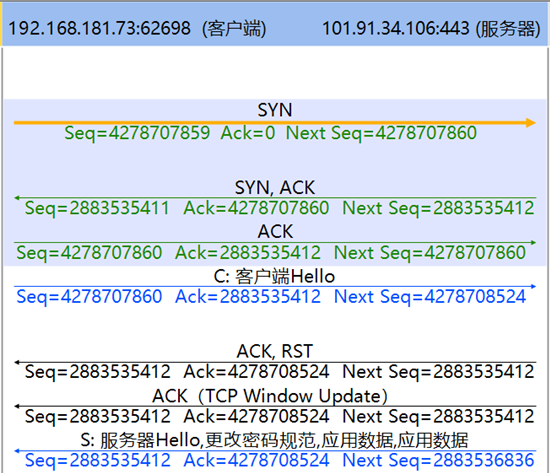 192.168.181.73:62698  (客户端)	101.91.34.106:443 (服务器)
SYN
Seq=4278707859  Ack=0  Next Seq=4278707860
SYN, ACK
Seq=2883535411  Ack=4278707860  Next Seq=2883535412
ACK
Seq=4278707860  Ack=2883535412  Next Seq=4278707860
C: 客户端Hello
Seq=4278707860  Ack=2883535412  Next Seq=4278708524
ACK, RST
Seq=2883535412  Ack=4278708524  Next Seq=2883535412
ACK（TCP Window Update）
Seq=2883535412  Ack=4278708524  Next Seq=2883535412
S: 服务器Hello,更改密码规范,应用数据,应用数据
Seq=2883535412  Ack=4278708524  Next Seq=2883536836